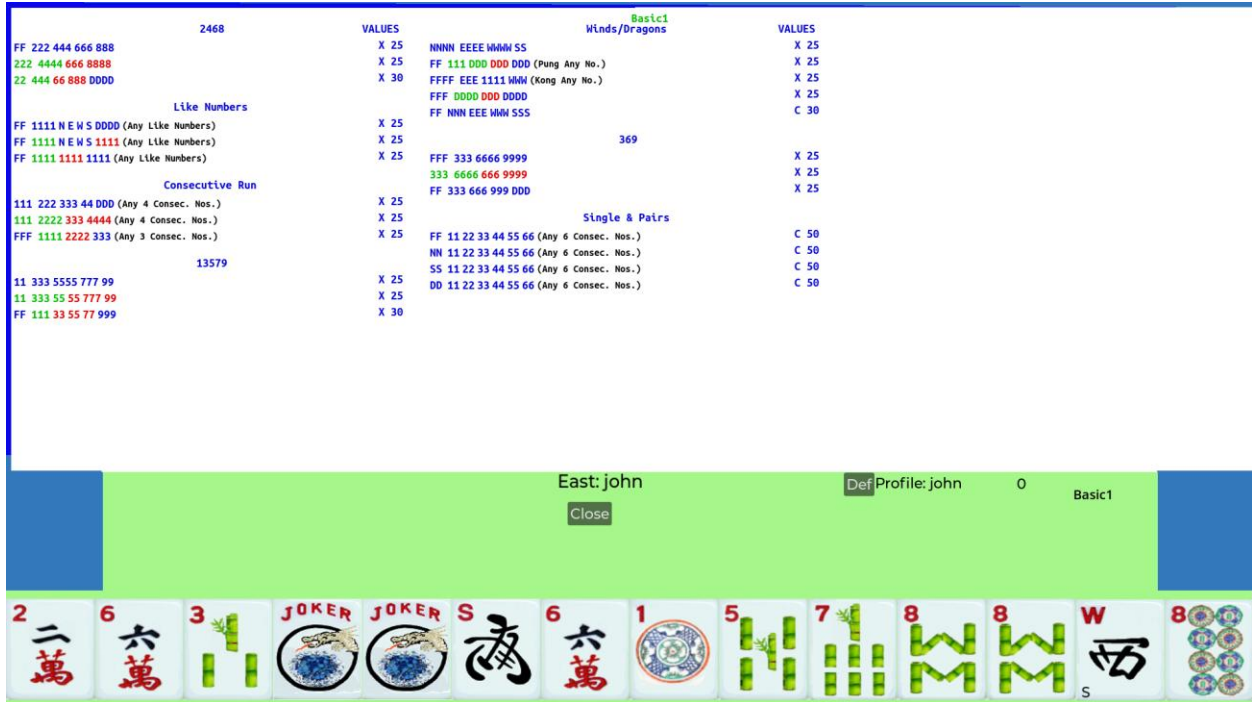 Basic1
2468 VALUES
FF 222 444 666 888 X 25
222 4444 666 8888 X 25
22 444 66 888 DDDD X 30
Like Numbers
FF 1111 N E W S DDDD (Any Like Numbers) X 25
FF 1111 N E W S 1111 (Any Like Numbers) X 25
FF 1111 1111 1111 (Any Like Numbers) X 25
Consecutive Run
111 222 333 44 DDD (Any 4 Consec. Nos.) X 25
111 2222 333 4444 (Any 4 Consec. Nos.) X 25
FFF 1111 2222 333 (Any 3 Consec. Nos.) X 25
13579
11 333 5555 777 99 X 25
11 333 55 55 777 99 X 25
FF 111 33 55 77 999 X 30
Winds/Dragons VALUES
NNNN EEEE WWWW SS X 25
FF 111 DDD DDD DDD (Pung Any No.) X 25
FFFF EEE 1111 WWW (Kong Any No.) X 25
FFF DDDD DDD DDDD X 25
FF NNN EEE WWW SSS C 30
369
FFF 333 6666 9999 X 25
333 6666 666 9999 X 25
FF 333 666 999 DDD X 25
Single & Pairs
FF 11 22 33 44 55 66 (Any 6 Consec. Nos.) C 50
NN 11 22 33 44 55 66 (Any 6 Consec. Nos.) C 50
SS 11 22 33 44 55 66 (Any 6 Consec. Nos.) C 50
DD 11 22 33 44 55 66 (Any 6 Consec. Nos.) C 50
East: john Def Profile: john 0 Basic1
Close
2 6 3 JOKER JOKER S 6 1 5 7 8 8 W 8
二萬 六萬 南 六萬 西
S